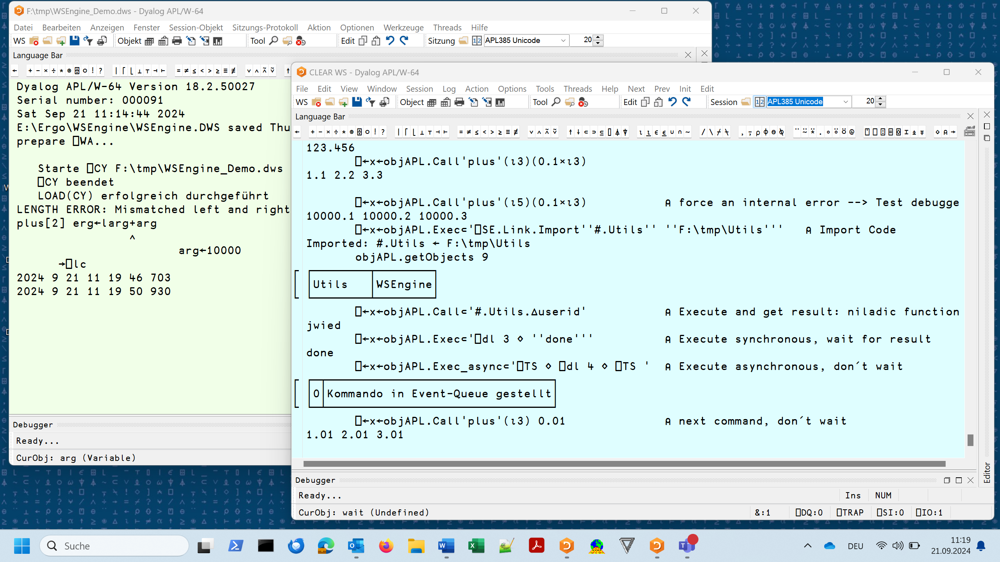 F:\tmp\WSEngine_Demo.dws - Dyalog APL/W-64
Datei Bearbeiten Anzeigen Fenster Session-Objekt Sitzungs-Protokoll Aktion Optionen Werkzeuge Threads Hilfe
WS Objekt Tool Edit Sitzung APL385 Unicode 20
Language Bar
← + - × ÷ * ⍟ ⌹ ○ ! ? | ⌈ ⌊ ⊥ ⊤ ⊣ ⊢ = ≠ ≤ < > ≥ ≡ ≢ ∨ ∧ ⍲ ⍱ ↑
Dyalog APL/W-64 Version 18.2.50027
Serial number: 000091
Sat Sep 21 11:14:44 2024
E:\Ergo\WSEngine\WSEngine.DWS saved Thu
prepare ⎕WA...
Starte ⎕CY F:\tmp\WSEngine_Demo.dws
⎕CY beendet
LOAD(CY) erfolgreich durchgeführt
LENGTH ERROR: Mismatched left and right
plus[2] erg←larg+arg
^
arg←10000
→⎕lc
2024 9 21 11 19 46 703
2024 9 21 11 19 50 930
Debugger
Ready...
CurObj: arg (Variable)
CLEAR WS - Dyalog APL/W-64
File Edit View Window Session Log Action Options Tools Threads Help Next Prev Init Edit
WS Object Tool Edit Session APL385 Unicode 20
Language Bar
← + - × ÷ * ⍟ ⌹ ○ ! ? | ⌈ ⌊ ⊥ ⊤ ⊣ ⊢ = ≠ ≤ < > ≥ ≡ ≢ ∨ ∧ ⍲ ⍱ ↑ ↓ ⊂ ⊃ ⊆ ⌷ ⍋ ⍒ ⍳ ⍸ ∊ ⍷ ∪ ∩ ~ / \ ⌿ ⍀ , ⍪ ⍴ ⌽ ⊖ ⍉ ¨ ⍨ ⍣ . ∘ ⍤ ⍥ @ ⍞ ⎕ ⍠ ⌸ ⌺ ⌶ ⍎ ⍕ ⋄ ⍝ →
123.456
⎕←x←objAPL.Call'plus'(⍳3)(0.1×⍳3)
1.1 2.2 3.3
⎕←x←objAPL.Call'plus'(⍳5)(0.1×⍳3) ⍝ force an internal error --> Test debugge
10000.1 10000.2 10000.3
⎕←x←objAPL.Exec⊂'⎕SE.Link.Import''#.Utils'' ''F:\tmp\Utils''' ⍝ Import Code
Imported: #.Utils ← F:\tmp\Utils
objAPL.getObjects 9
Utils WSEngine
⎕←x←objAPL.Call⊂'#.Utils.∆userid' ⍝ Execute and get result: niladic function
jwied
⎕←x←objAPL.Exec⊂'⎕dl 3 ⋄ ''done''' ⍝ Execute synchronous, wait for result
done
⎕←x←objAPL.Exec_async⊂'⎕TS ⋄ ⎕dl 4 ⋄ ⎕TS ' ⍝ Execute asynchronous, don´t wait
0 Kommando in Event-Queue gestellt
⎕←x←objAPL.Call'plus'(⍳3) 0.01 ⍝ next command, don´t wait
1.01 2.01 3.01
Editor
Debugger
Ready... Ins NUM
CurObj: wait (Undefined) &:1 ⎕DQ:0 ⎕TRAP ⎕SI:0 ⎕IO:1
Suche
DEU
11:19
21.09.2024